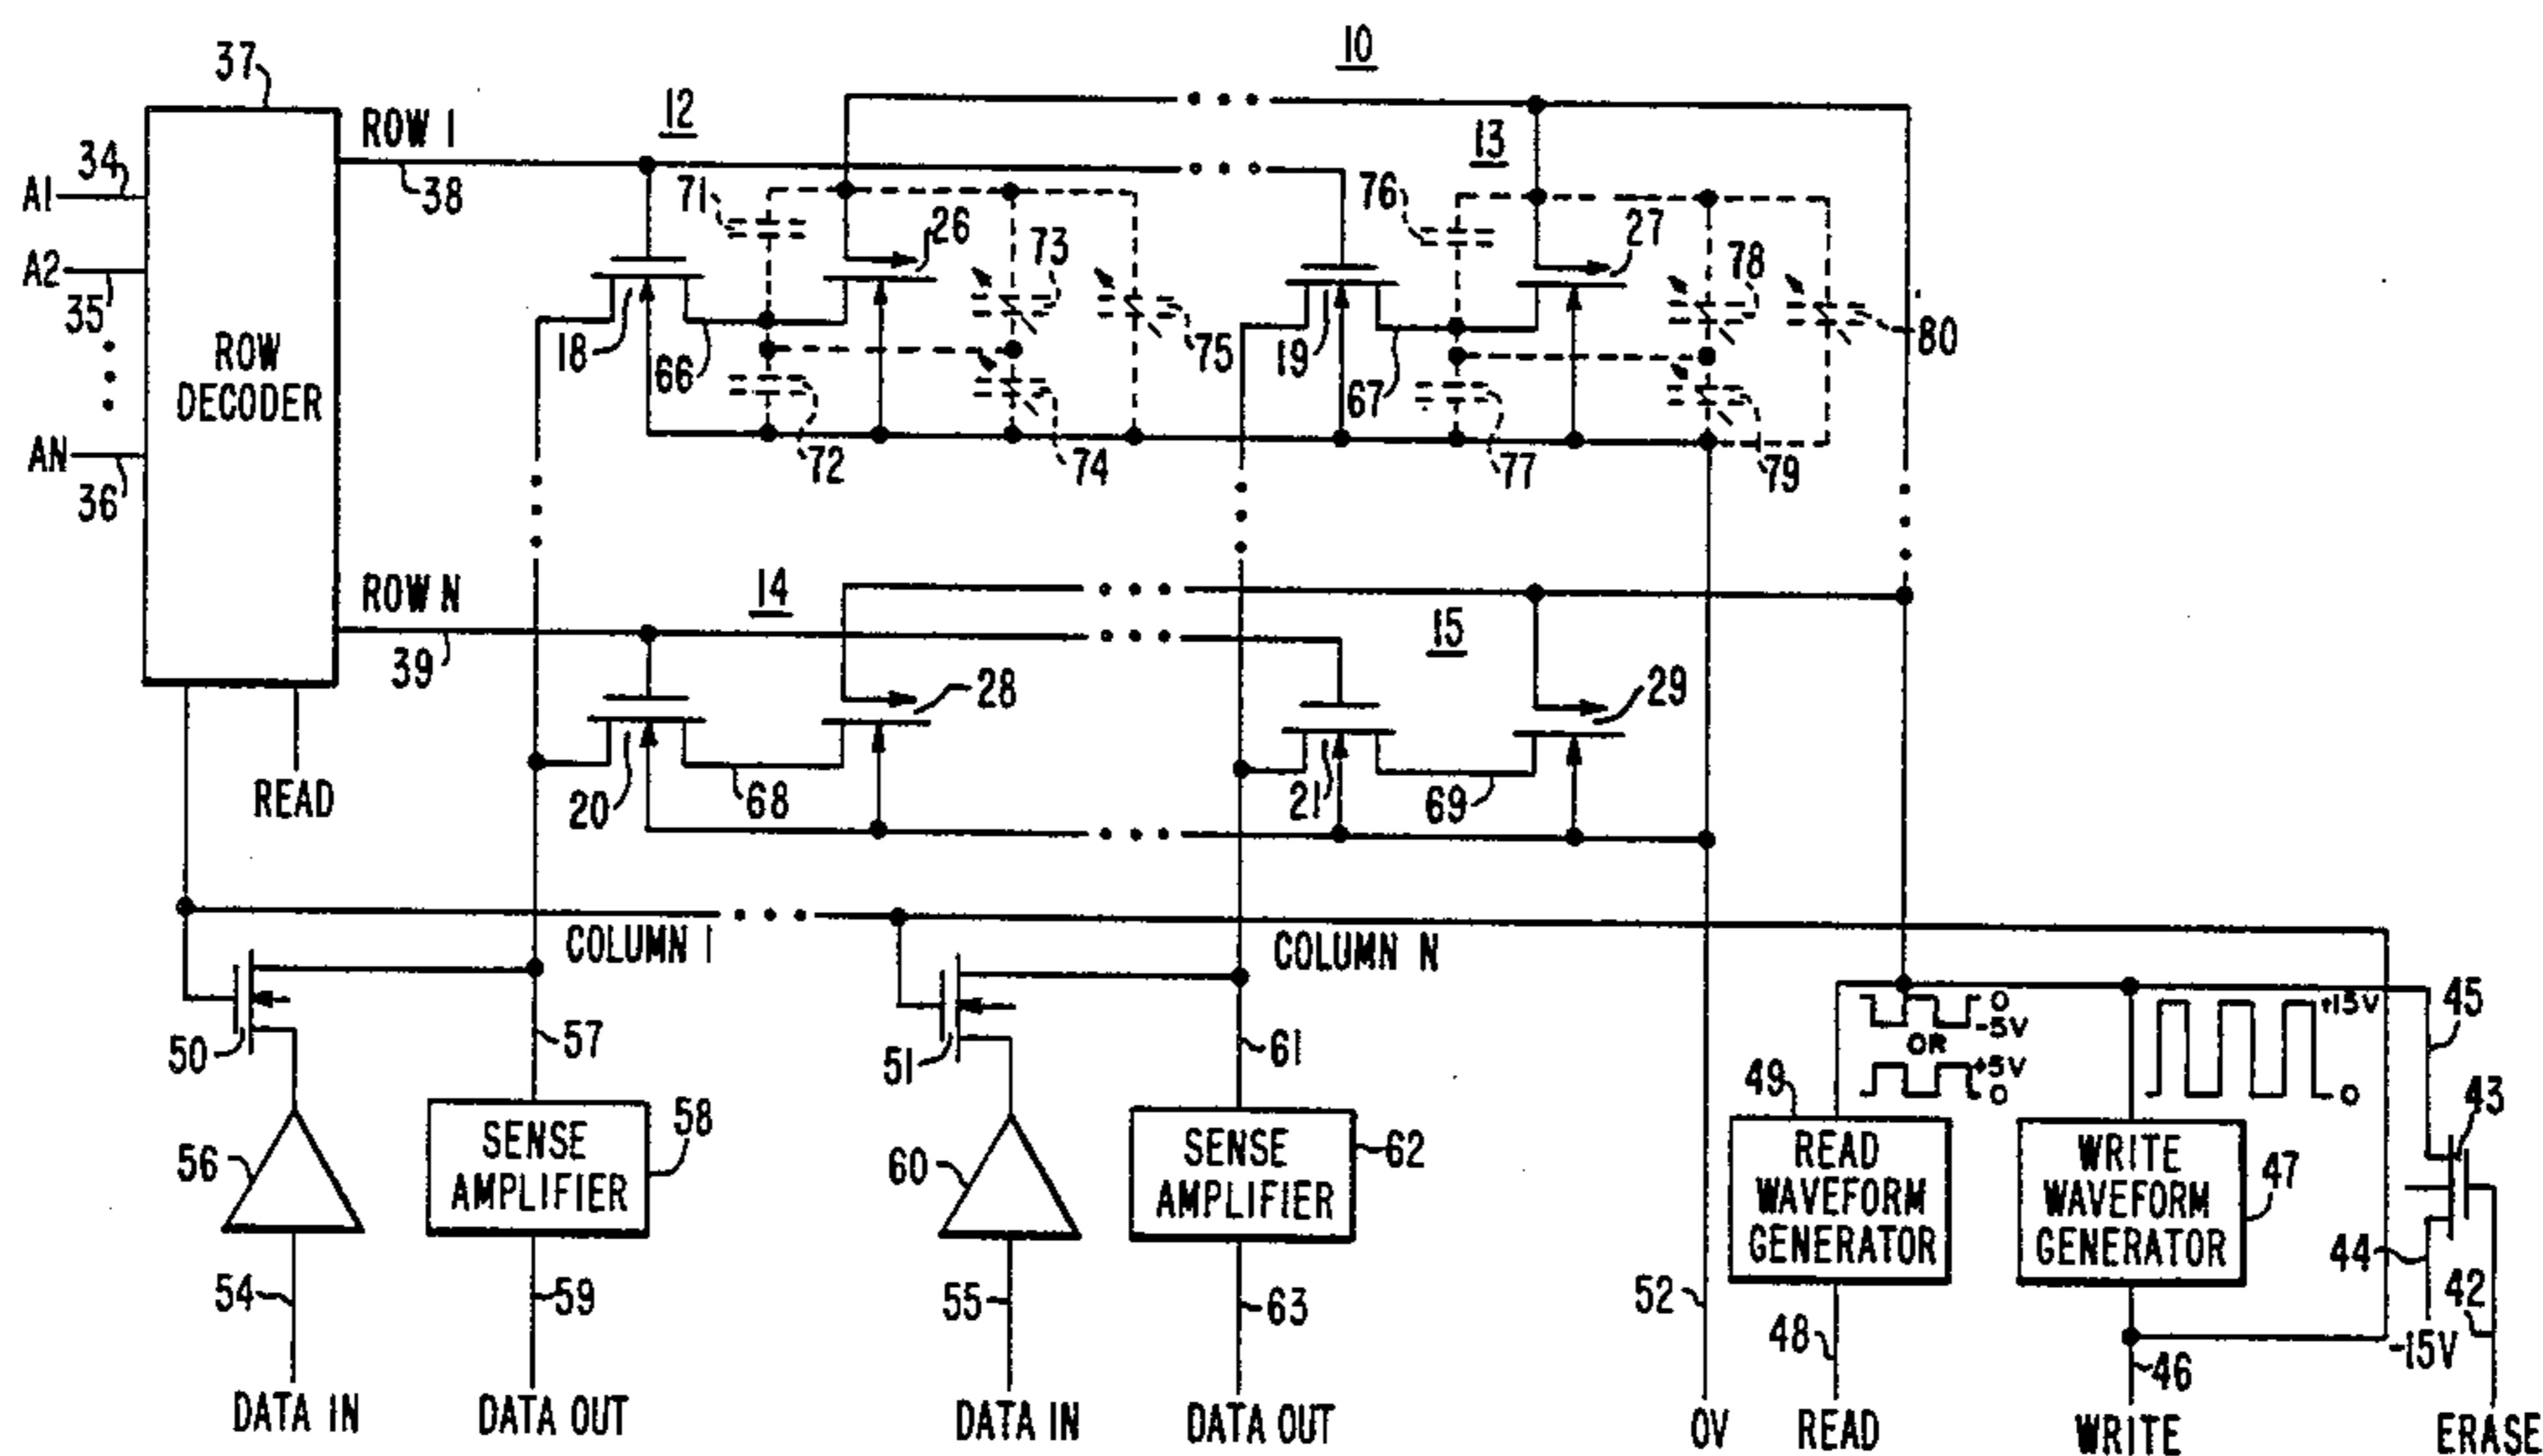 10
37
ROW 1
12
13
34
A1
38
71
26
76
27
73
78
A2
35
ROW
DECODER
18
66
75
19
67
80
AN
36
72
74
77
79
ROW N
14
15
39
28
29
READ
20
68
21
69
COLUMN 1
COLUMN N
50
57
51
61
0
-5V
OR
+5V
0
+15V
0
45
49
43
56
SENSE
AMPLIFIER
58
60
SENSE
AMPLIFIER
62
READ
WAVEFORM
GENERATOR
WRITE
WAVEFORM
GENERATOR
47
44
42
54
59
55
63
52
48
46
-15V
DATA IN
DATA OUT
DATA IN
DATA OUT
0V
READ
WRITE
ERASE